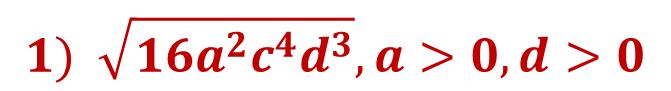 1) √16a²c⁴d³, a > 0, d > 0